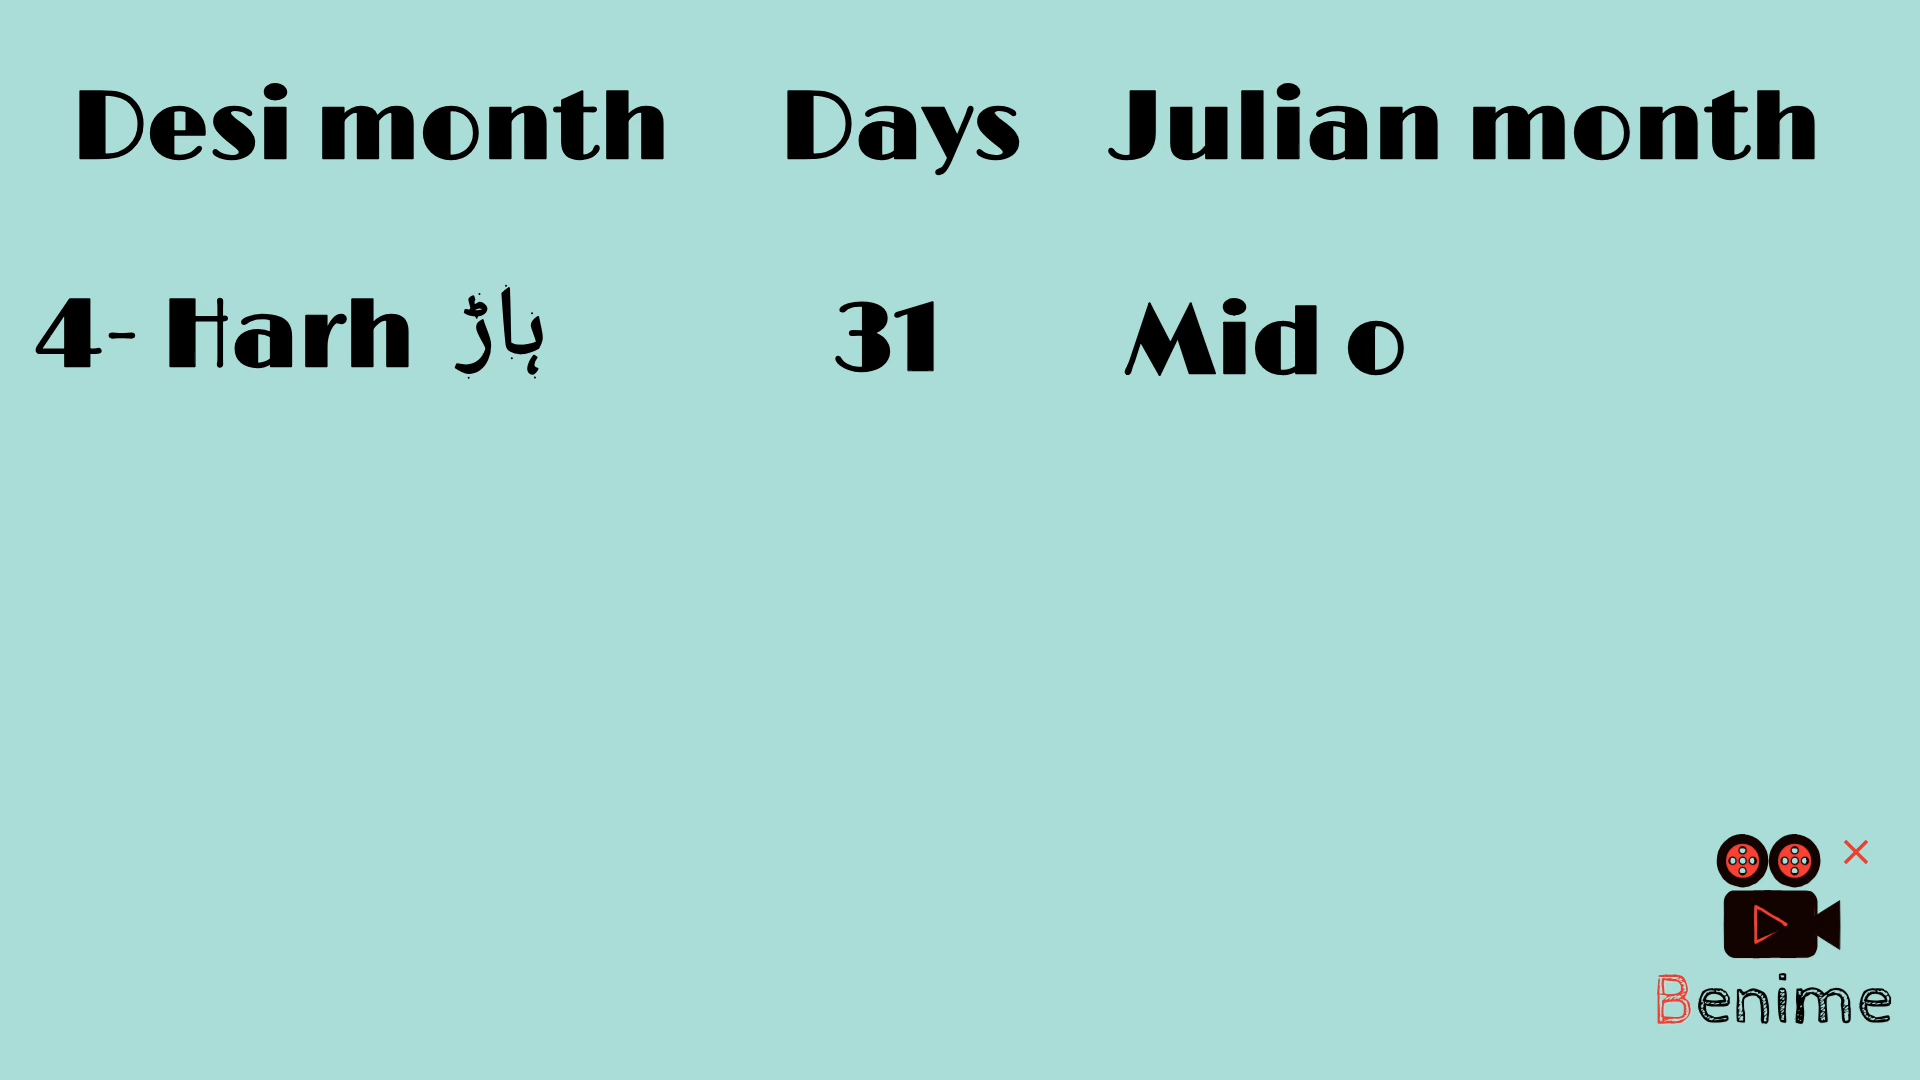 Desi month Days Julian month
4- Harh ہاڑ 31 Mid o
Benime